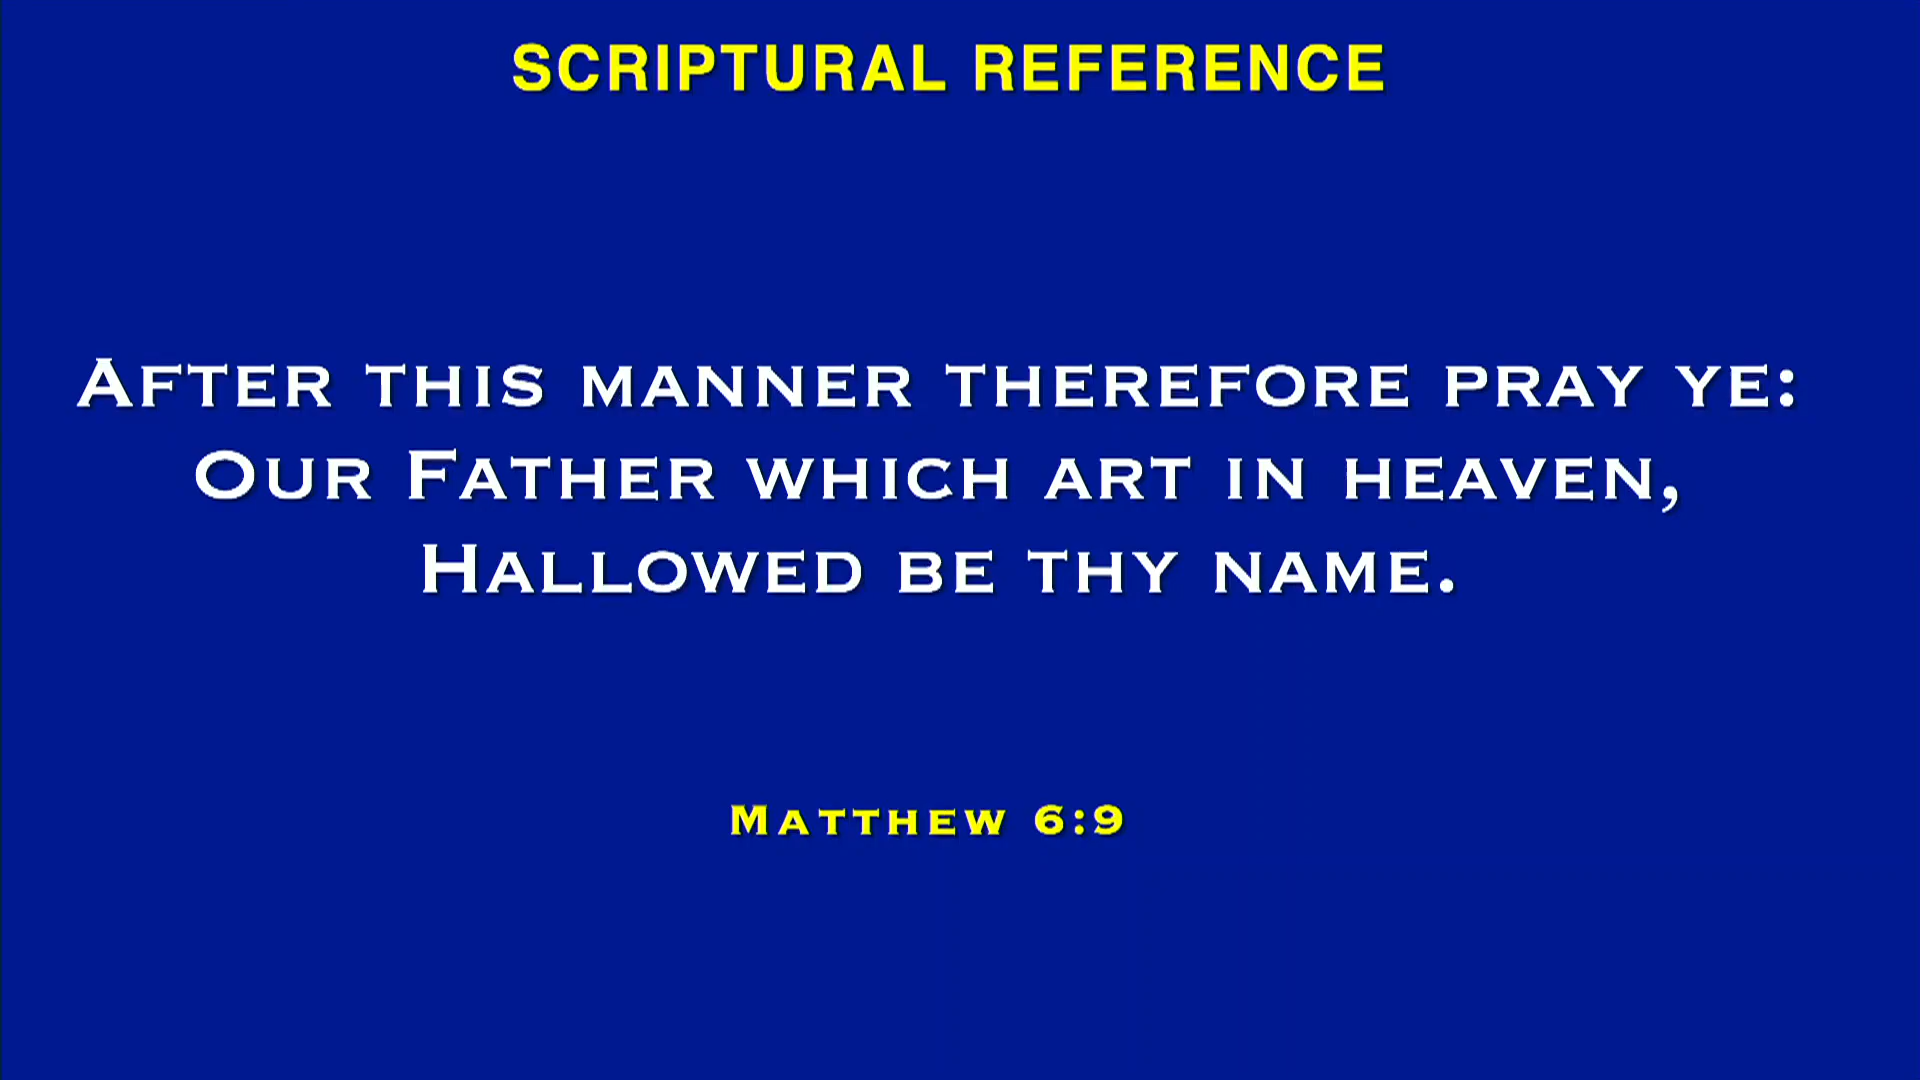 SCRIPTURAL REFERENCE
After this manner therefore pray ye:
Our Father which art in heaven,
Hallowed be thy name.
Matthew 6:9